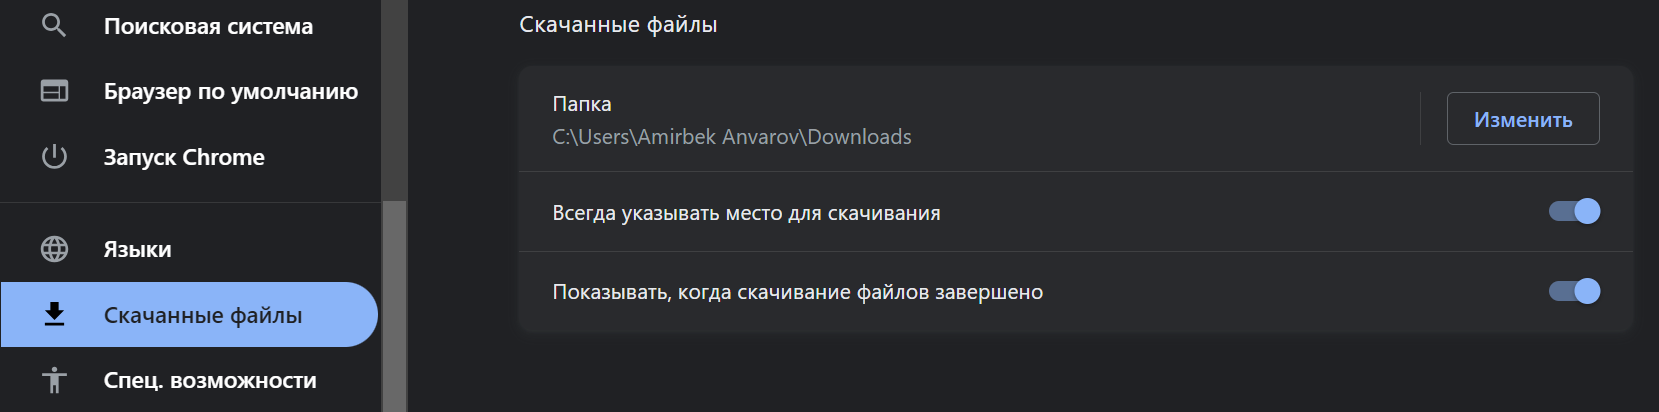 Поисковая система
Браузер по умолчанию
Запуск Chrome
Языки
Скачанные файлы
Спец. возможности
Скачанные файлы
Папка
C:\Users\Amirbek Anvarov\Downloads
Изменить
Всегда указывать место для скачивания
Показывать, когда скачивание файлов завершено